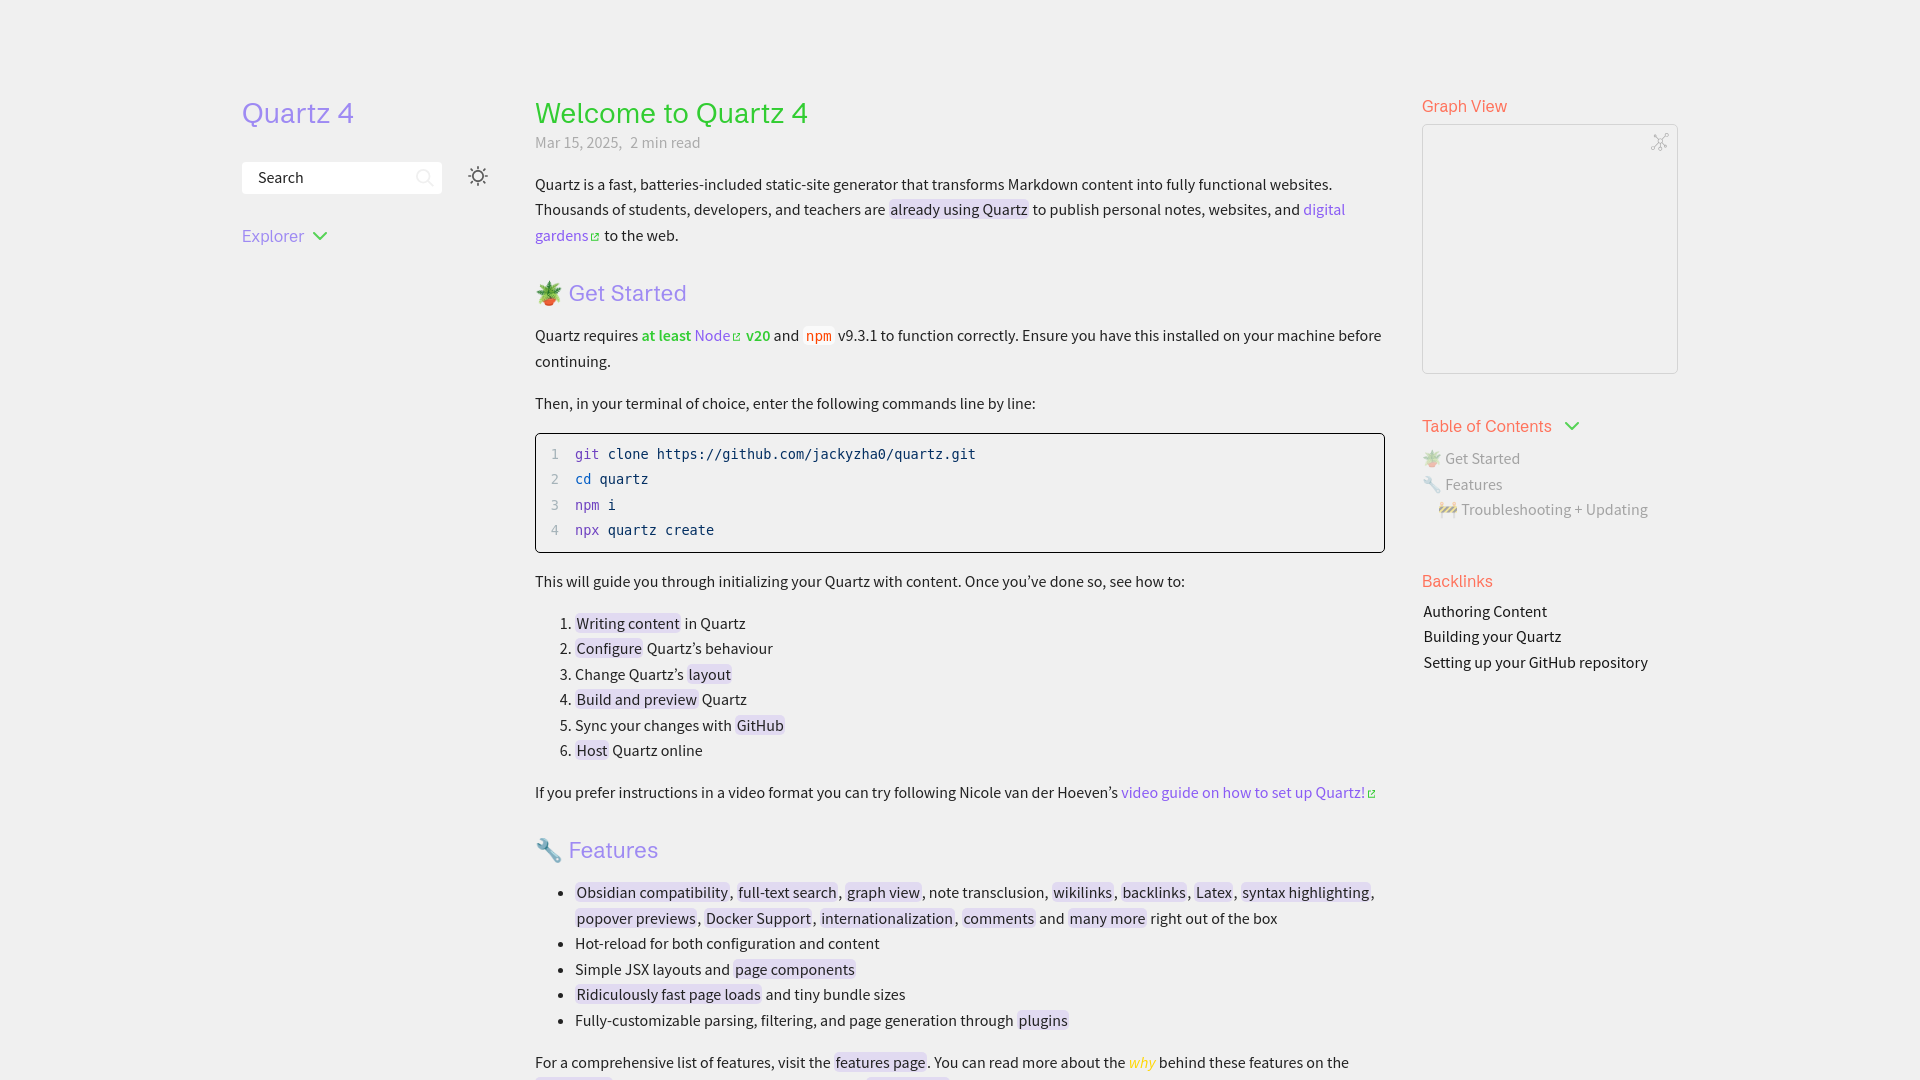 Quartz 4
Search
Explorer
Welcome to Quartz 4
Mar 15, 2025, 2 min read
Quartz is a fast, batteries-included static-site generator that transforms Markdown content into fully functional websites.
Thousands of students, developers, and teachers are already using Quartz to publish personal notes, websites, and digital
gardens to the web.
🪴 Get Started
Quartz requires at least Node v20 and npm v9.3.1 to function correctly. Ensure you have this installed on your machine before
continuing.
Then, in your terminal of choice, enter the following commands line by line:
1 git clone https://github.com/jackyzha0/quartz.git
2 cd quartz
3 npm i
4 npx quartz create
This will guide you through initializing your Quartz with content. Once you’ve done so, see how to:
1. Writing content in Quartz
2. Configure Quartz’s behaviour
3. Change Quartz’s layout
4. Build and preview Quartz
5. Sync your changes with GitHub
6. Host Quartz online
If you prefer instructions in a video format you can try following Nicole van der Hoeven’s video guide on how to set up Quartz!
🔧 Features
• Obsidian compatibility, full-text search, graph view, note transclusion, wikilinks, backlinks, Latex, syntax highlighting,
popover previews, Docker Support, internationalization, comments and many more right out of the box
• Hot-reload for both configuration and content
• Simple JSX layouts and page components
• Ridiculously fast page loads and tiny bundle sizes
• Fully-customizable parsing, filtering, and page generation through plugins
For a comprehensive list of features, visit the features page. You can read more about the why behind these features on the
Graph View
Table of Contents
🪴 Get Started
🔧 Features
🚧 Troubleshooting + Updating
Backlinks
Authoring Content
Building your Quartz
Setting up your GitHub repository